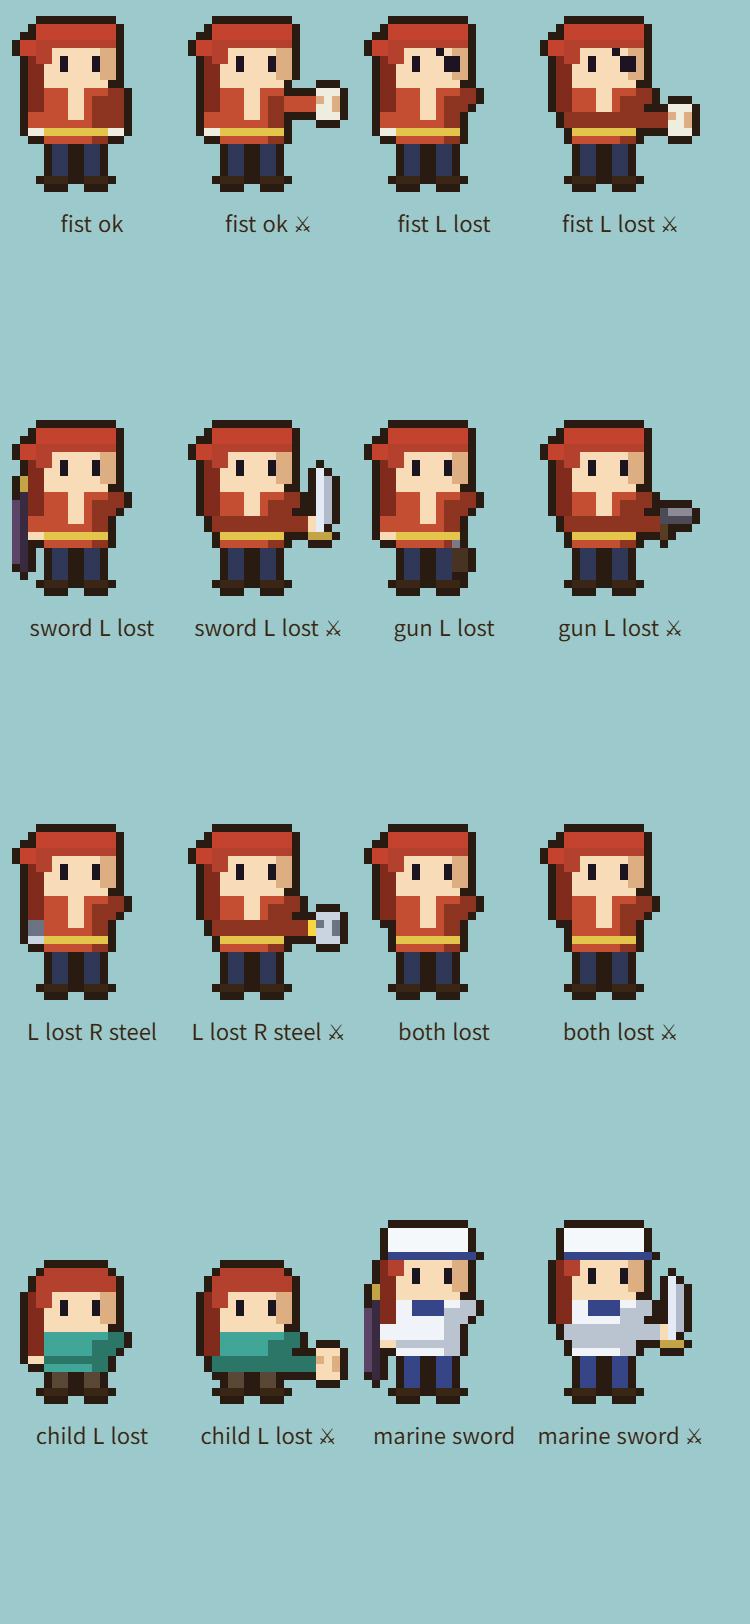 fist ok
fist ok ⚔
fist L lost
fist L lost ⚔
sword L lost
sword L lost ⚔
gun L lost
gun L lost ⚔
L lost R steel
L lost R steel ⚔
both lost
both lost ⚔
child L lost
child L lost ⚔
marine sword
marine sword ⚔